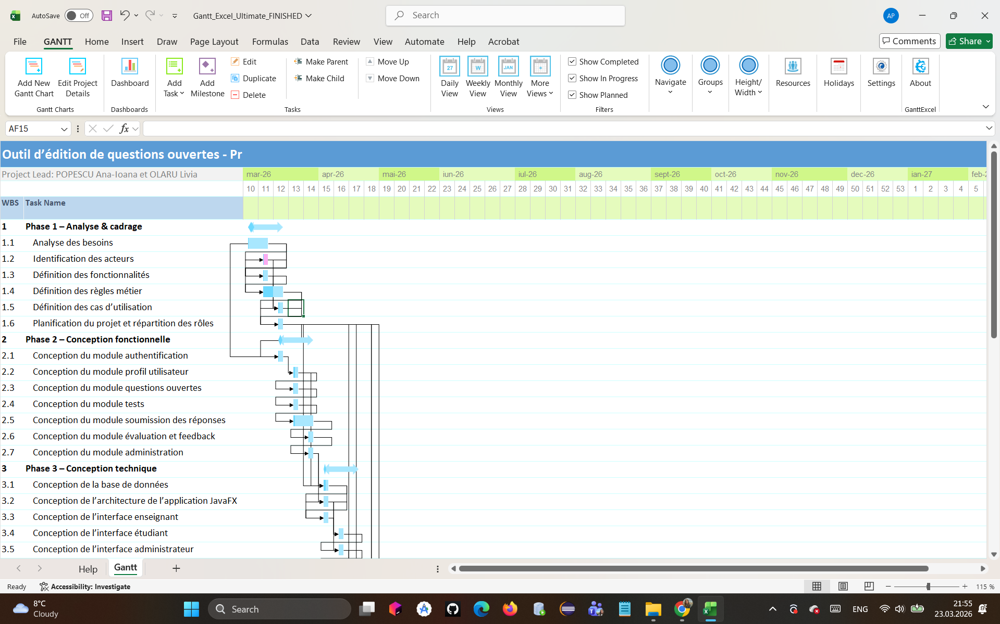 AutoSave Off Gantt_Excel_Ultimate_FINISHED Search AP
File GANTT Home Insert Draw Page Layout Formulas Data Review View Automate Help Acrobat Comments Share
Add New Gantt Chart
Edit Project Details
Gantt Charts
Dashboard
Dashboards
Add Task
Add Milestone
Edit
Duplicate
Delete
Make Parent
Make Child
Move Up
Move Down
Tasks
27 Daily View
W Weekly View
JAN Monthly View
More Views
Views
Show Completed
Show In Progress
Show Planned
Filters
Navigate
Groups
Height/ Width
Resources
Holidays
Settings
About
GanttExcel
AF15 fx
Outil d’édition de questions ouvertes - Pr
Project Lead: POPESCU Ana-Ioana et OLARU Livia mar-26 apr-26 mai-26 iun-26 iul-26 aug-26 sept-26 oct-26 nov-26 dec-26 ian-27
10 11 12 13 14 15 16 17 18 19 20 21 22 23 24 25 26 27 28 29 30 31 32 33 34 35 36 37 38 39 40 41 42 43 44 45 46 47 48 49 50 51 52 53 1 2 3 4 5
WBS Task Name
1 Phase 1 – Analyse & cadrage
1.1 Analyse des besoins
1.2 Identification des acteurs
1.3 Définition des fonctionnalités
1.4 Définition des règles métier
1.5 Définition des cas d’utilisation
1.6 Planification du projet et répartition des rôles
2 Phase 2 – Conception fonctionnelle
2.1 Conception du module authentification
2.2 Conception du module profil utilisateur
2.3 Conception du module questions ouvertes
2.4 Conception du module tests
2.5 Conception du module soumission des réponses
2.6 Conception du module évaluation et feedback
2.7 Conception du module administration
3 Phase 3 – Conception technique
3.1 Conception de la base de données
3.2 Conception de l’architecture de l’application JavaFX
3.3 Conception de l’interface enseignant
3.4 Conception de l’interface étudiant
3.5 Conception de l’interface administrateur
Help Gantt
Ready Accessibility: Investigate 115 %
8°C
Cloudy
Search
ENG
21:55
23.03.2026